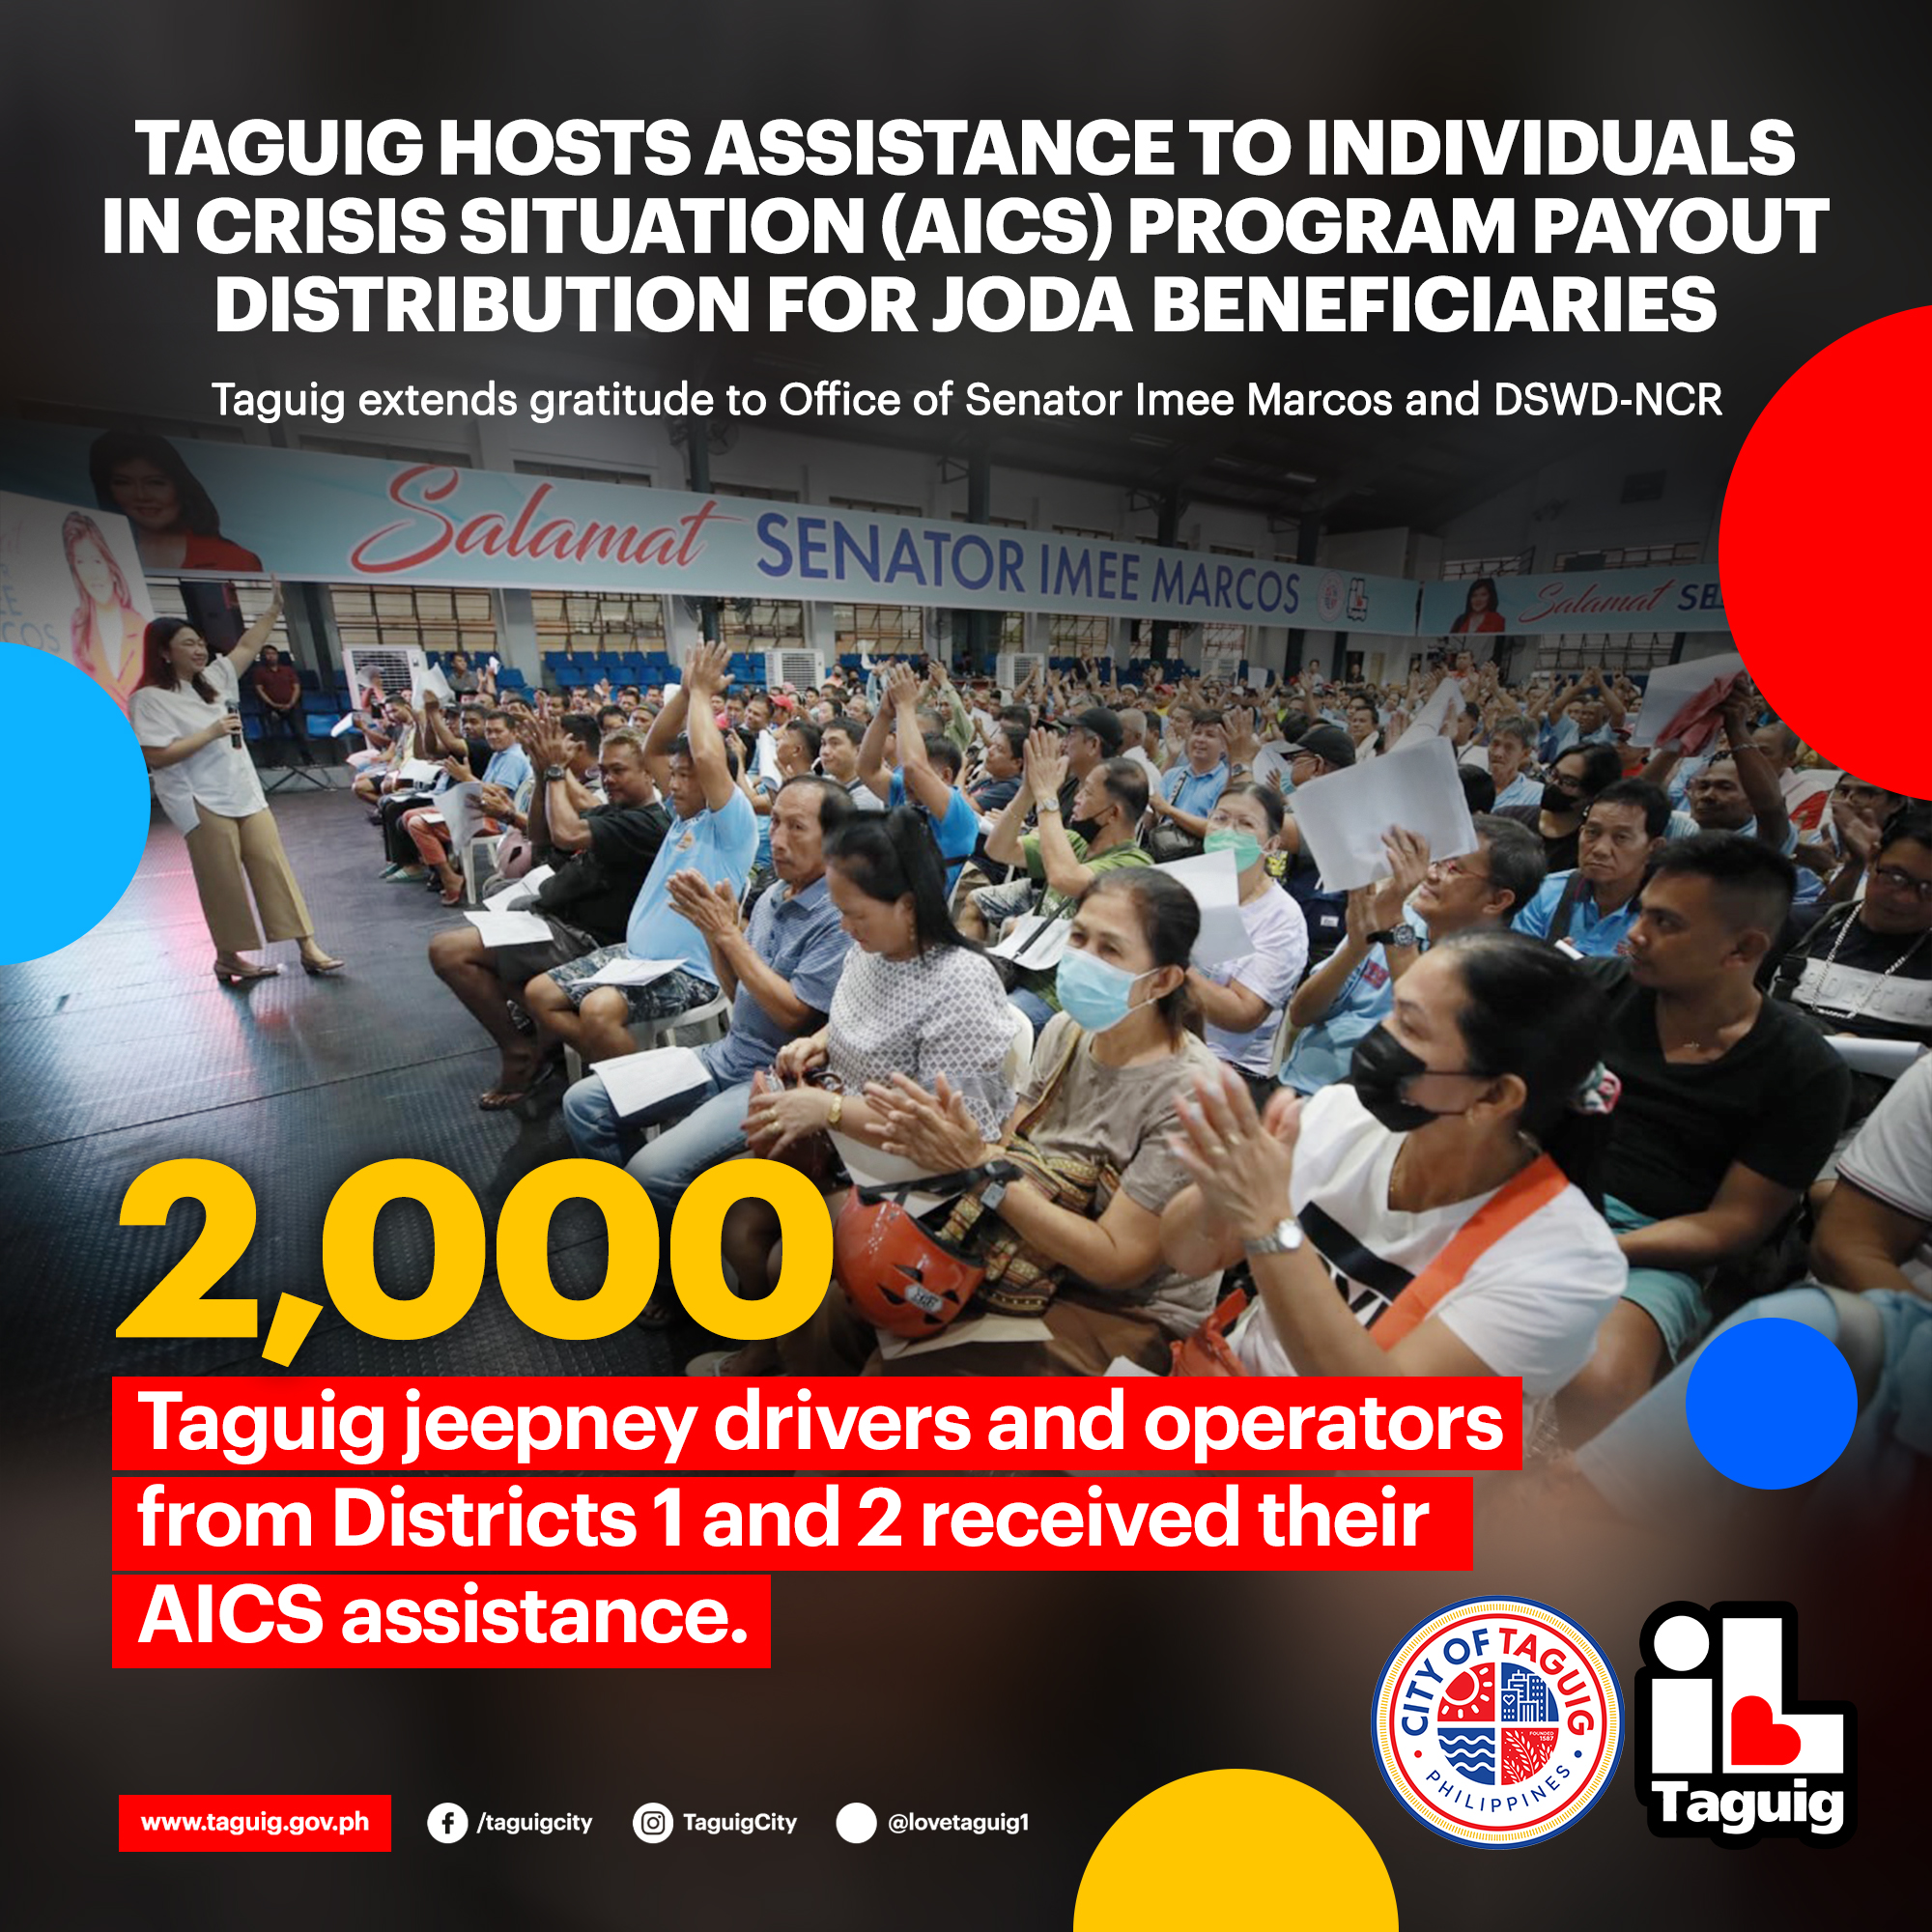 TAGUIG HOSTS ASSISTANCE TO INDIVIDUALS
IN CRISIS SITUATION (AICS) PROGRAM PAYOUT
DISTRIBUTION FOR JODA BENEFICIARIES
Taguig extends gratitude to Office of Senator Imee Marcos and DSWD-NCR
Salamat SENATOR IMEE MARCOS
Salamat SE
COS
2,000
Taguig jeepney drivers and operators
from Districts 1 and 2 received their
AICS assistance.
CITY OF TAGUIG
FOUNDED
1587
PHILIPPINES
iL
Taguig
www.taguig.gov.ph
/taguigcity
TaguigCity
@lovetaguig1